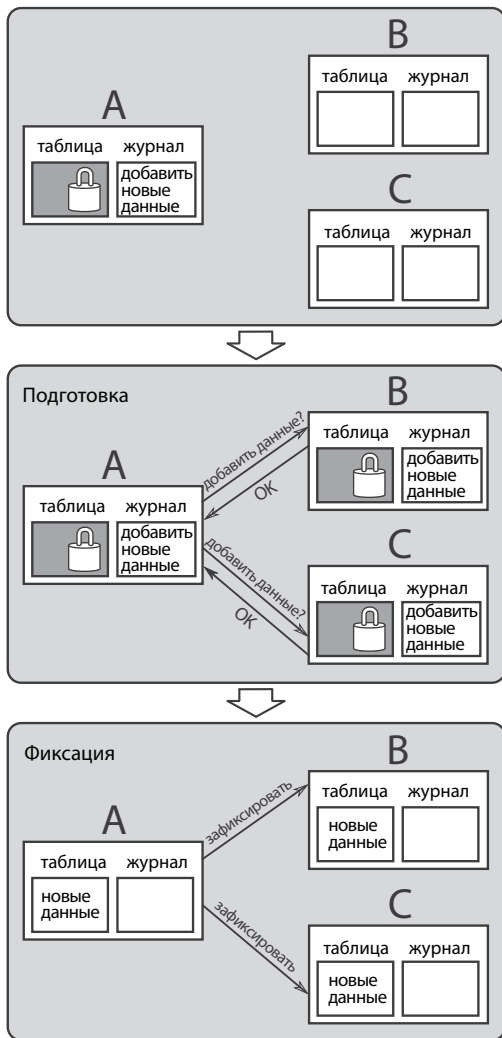 B
таблица журнал
A
таблица журнал
добавить
новые
данные
C
таблица журнал
Подготовка
B
таблица журнал
добавить
новые
данные
добавить данные?
OK
A
таблица журнал
добавить
новые
данные
добавить данные?
OK
C
таблица журнал
добавить
новые
данные
Фиксация
B
таблица журнал
новые
данные
зафиксировать
A
таблица журнал
новые
данные
зафиксировать
C
таблица журнал
новые
данные